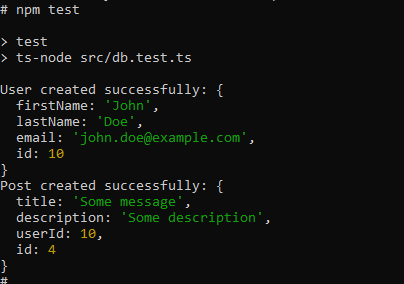 # npm test
> test
> ts-node src/db.test.ts
User created successfully: {
  firstName: 'John',
  lastName: 'Doe',
  email: 'john.doe@example.com',
  id: 10
}
Post created successfully: {
  title: 'Some message',
  description: 'Some description',
  userId: 10,
  id: 4
}
#